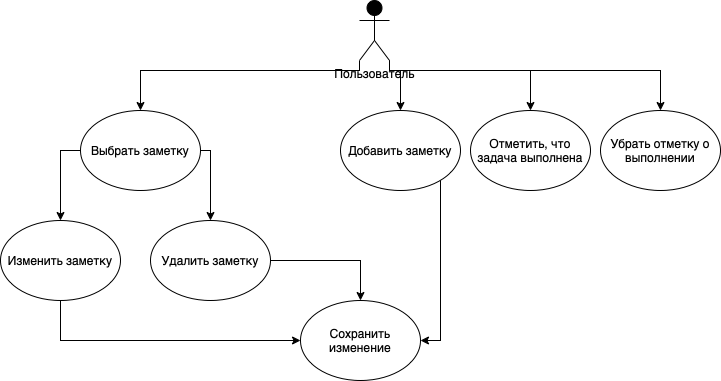 Пользователь
Выбрать заметку
Добавить заметку
Отметить, что
задача выполнена
Убрать отметку о
выполнении
Изменить заметку
Удалить заметку
Сохранить
изменение